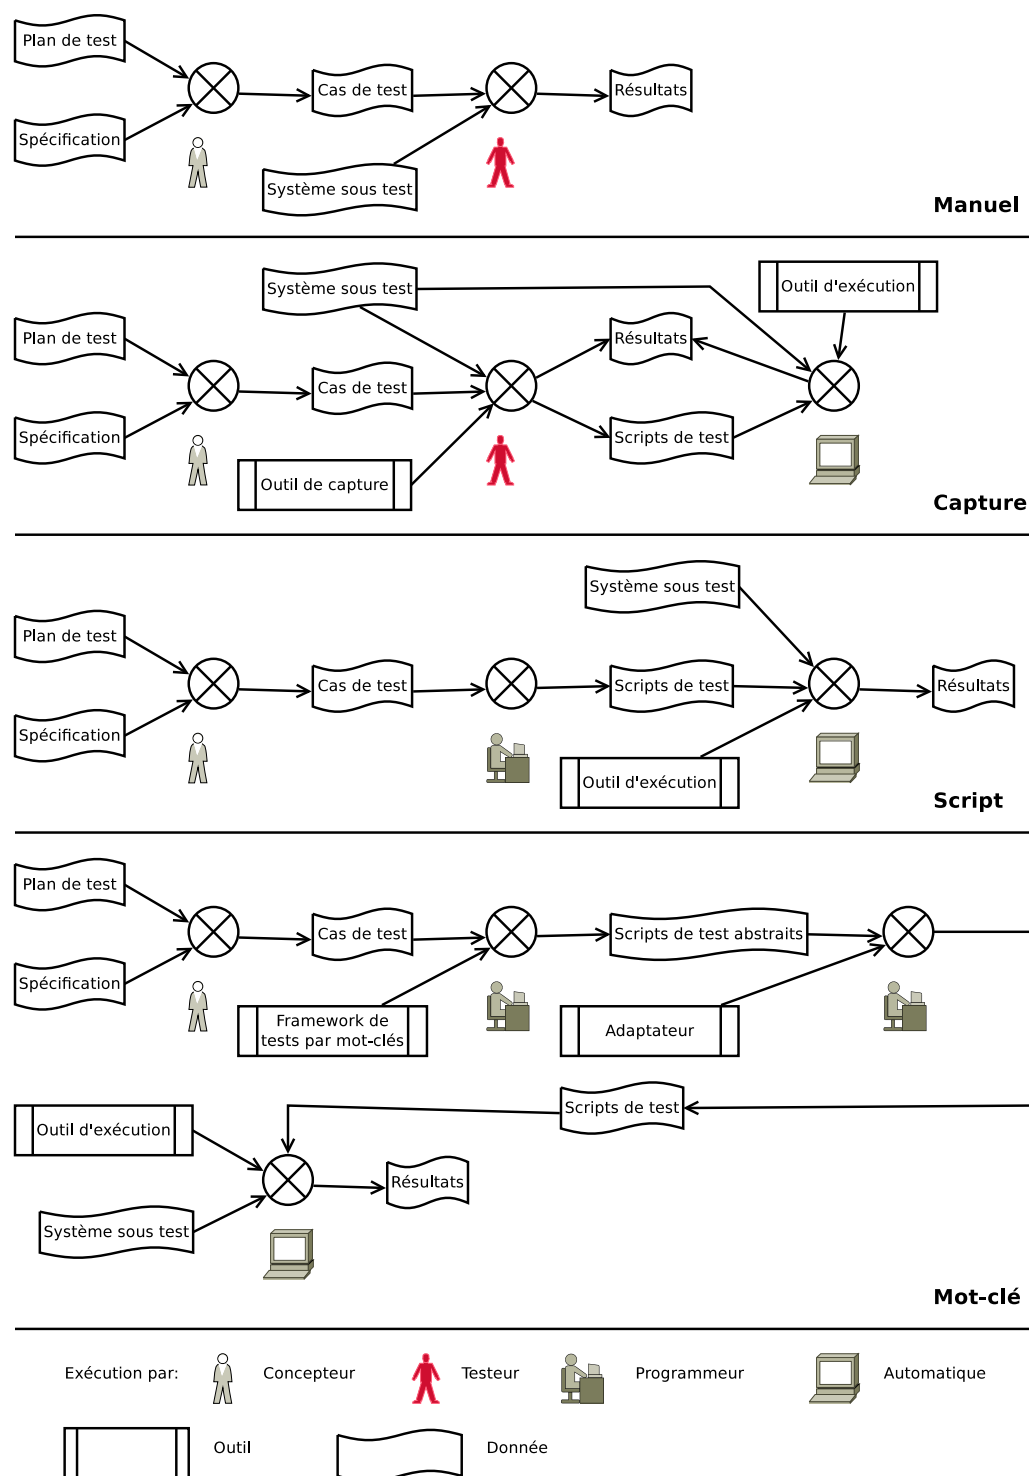 Plan de test
Cas de test
Résultats
Spécification
Système sous test
Manuel
Système sous test
Outil d'exécution
Plan de test
Résultats
Cas de test
Spécification
Scripts de test
Outil de capture
Capture
Système sous test
Plan de test
Cas de test
Scripts de test
Résultats
Spécification
Outil d'exécution
Script
Plan de test
Cas de test
Scripts de test abstraits
Spécification
Framework de
tests par mot-clés
Adaptateur
Scripts de test
Outil d'exécution
Résultats
Système sous test
Mot-clé
Exécution par:
Concepteur
Testeur
Programmeur
Automatique
Outil
Donnée